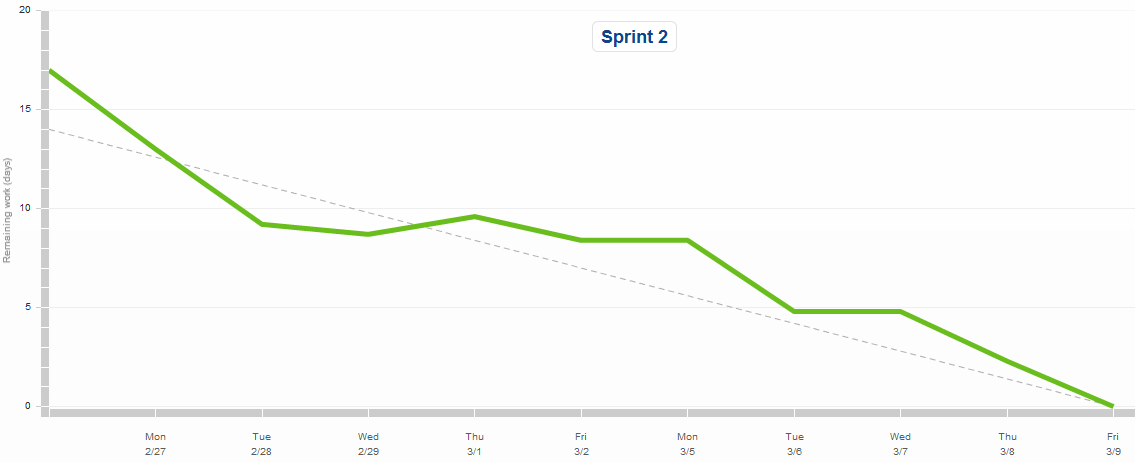 20
Sprint 2
15
Remaining work (days)
10
5
0
Mon Tue Wed Thu Fri Mon Tue Wed Thu Fri
2/27 2/28 2/29 3/1 3/2 3/5 3/6 3/7 3/8 3/9